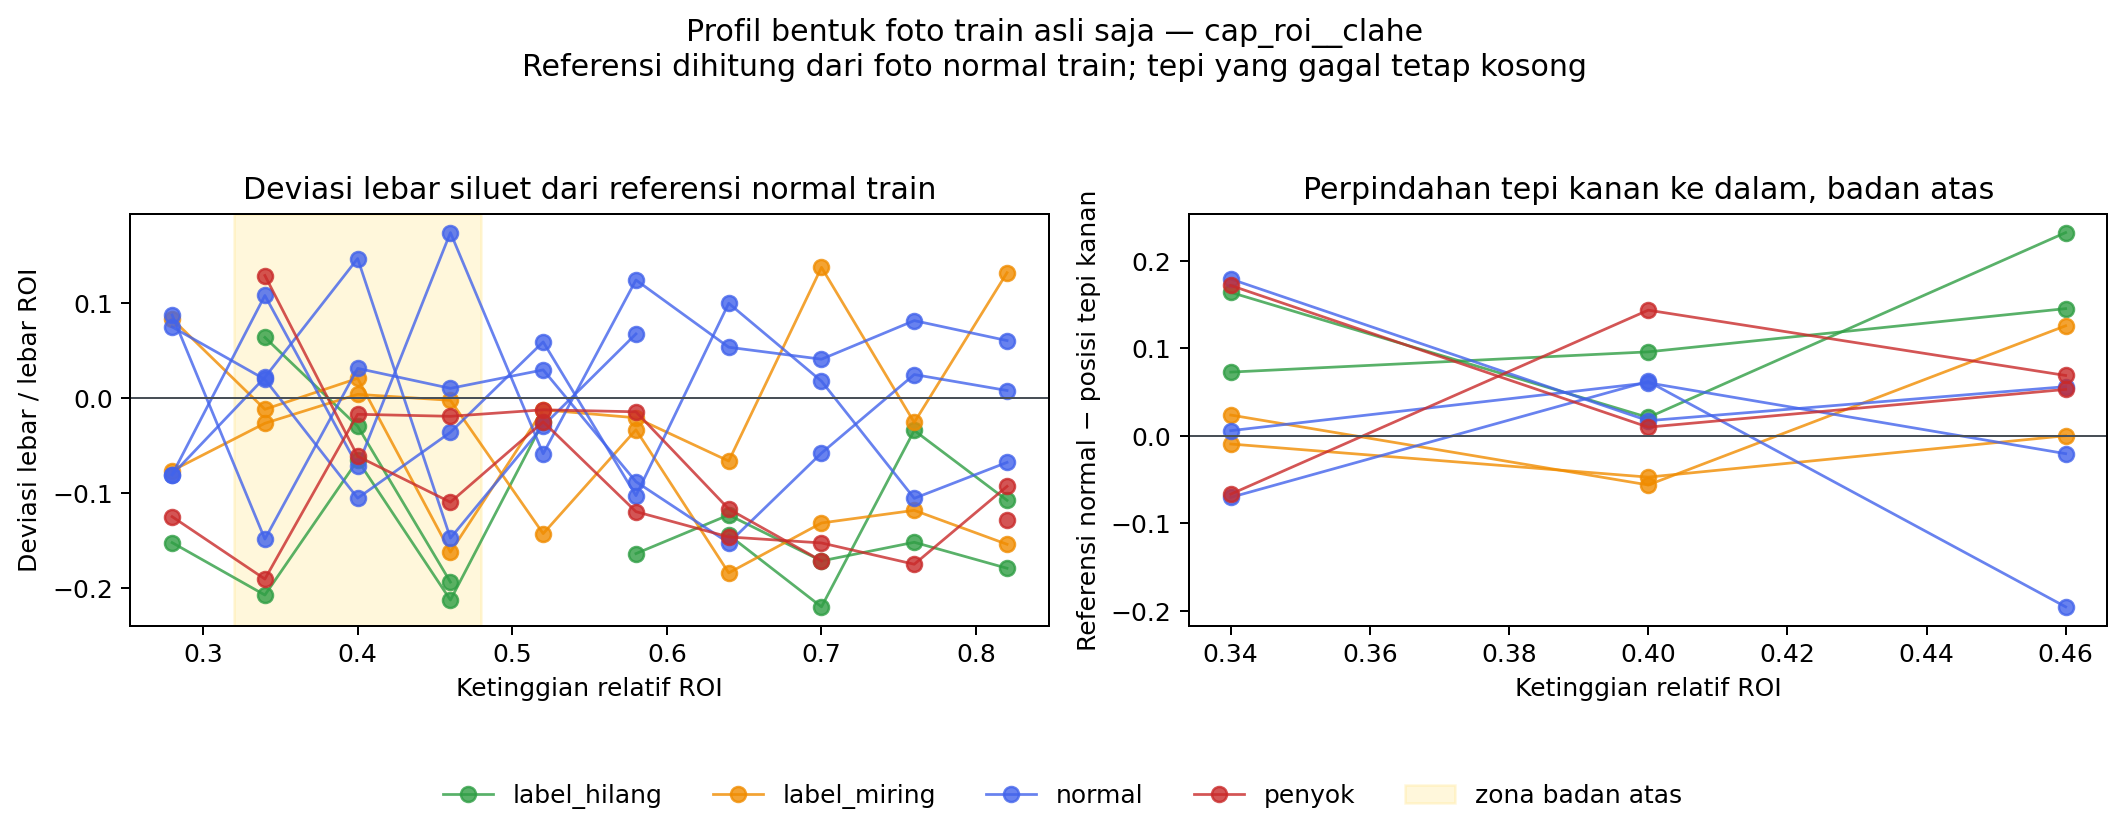 Profil bentuk foto train asli saja — cap_roi__clahe
Referensi dihitung dari foto normal train; tepi yang gagal tetap kosong
Deviasi lebar siluet dari referensi normal train
Deviasi lebar / lebar ROI
0.1
0.0
−0.1
−0.2
0.3 0.4 0.5 0.6 0.7 0.8
Ketinggian relatif ROI
Perpindahan tepi kanan ke dalam, badan atas
Referensi normal — posisi tepi kanan
0.2
0.1
0.0
−0.1
−0.2
0.34 0.36 0.38 0.40 0.42 0.44 0.46
Ketinggian relatif ROI
label_hilang label_miring normal penyok zona badan atas